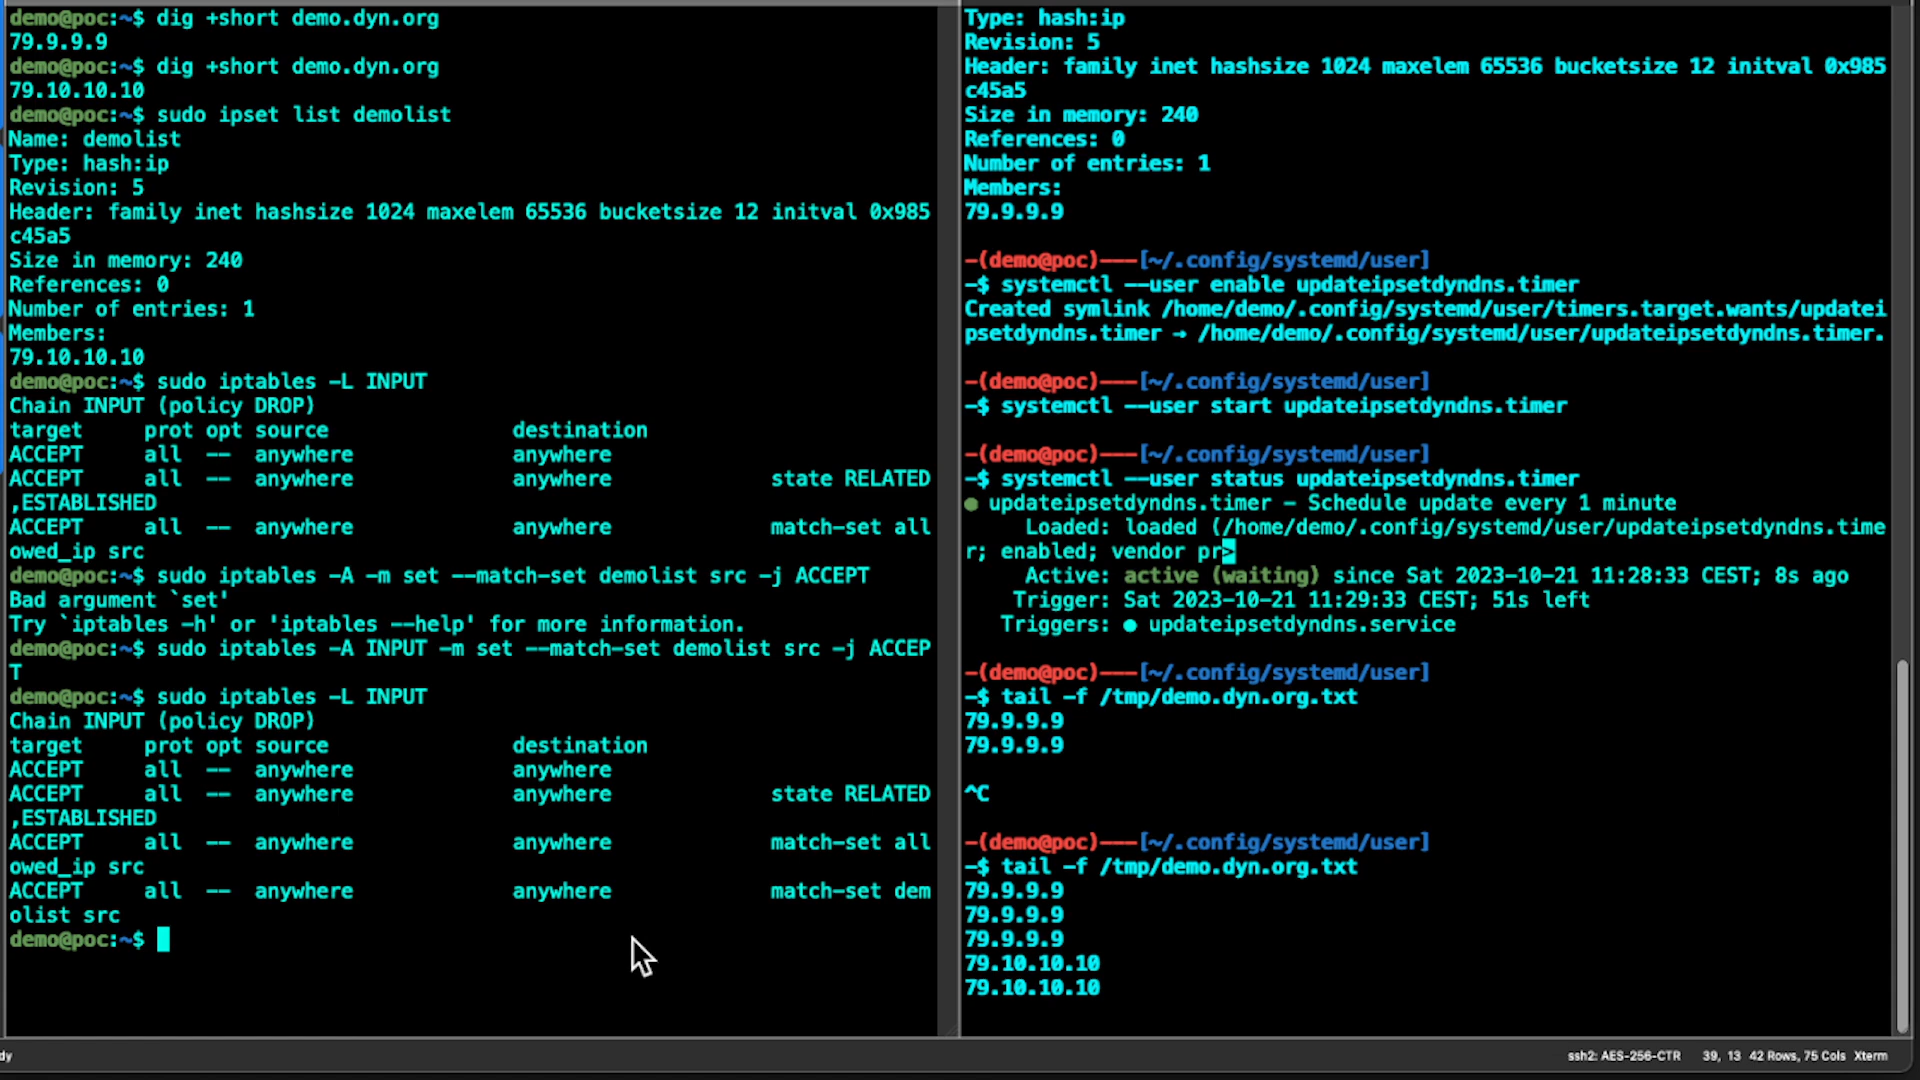 demo@poc:~$ dig +short demo.dyn.org
79.9.9.9
demo@poc:~$ dig +short demo.dyn.org
79.10.10.10
demo@poc:~$ sudo ipset list demolist
Name: demolist
Type: hash:ip
Revision: 5
Header: family inet hashsize 1024 maxelem 65536 bucketsize 12 initval 0x985
c45a5
Size in memory: 240
References: 0
Number of entries: 1
Members:
79.10.10.10
demo@poc:~$ sudo iptables -L INPUT
Chain INPUT (policy DROP)
target     prot opt source               destination
ACCEPT     all  --  anywhere             anywhere
ACCEPT     all  --  anywhere             anywhere             state RELATED
,ESTABLISHED
ACCEPT     all  --  anywhere             anywhere             match-set all
owed_ip src
demo@poc:~$ sudo iptables -A -m set --match-set demolist src -j ACCEPT
Bad argument `set'
Try `iptables -h' or 'iptables --help' for more information.
demo@poc:~$ sudo iptables -A INPUT -m set --match-set demolist src -j ACCEP
T
demo@poc:~$ sudo iptables -L INPUT
Chain INPUT (policy DROP)
target     prot opt source               destination
ACCEPT     all  --  anywhere             anywhere
ACCEPT     all  --  anywhere             anywhere             state RELATED
,ESTABLISHED
ACCEPT     all  --  anywhere             anywhere             match-set all
owed_ip src
ACCEPT     all  --  anywhere             anywhere             match-set dem
olist src
demo@poc:~$
Type: hash:ip
Revision: 5
Header: family inet hashsize 1024 maxelem 65536 bucketsize 12 initval 0x985
c45a5
Size in memory: 240
References: 0
Number of entries: 1
Members:
79.9.9.9
-(demo@poc)---[~/.config/systemd/user]
-$ systemctl --user enable updateipsetdyndns.timer
Created symlink /home/demo/.config/systemd/user/timers.target.wants/updatei
psetdyndns.timer → /home/demo/.config/systemd/user/updateipsetdyndns.timer.
-(demo@poc)---[~/.config/systemd/user]
-$ systemctl --user start updateipsetdyndns.timer
-(demo@poc)---[~/.config/systemd/user]
-$ systemctl --user status updateipsetdyndns.timer
● updateipsetdyndns.timer - Schedule update every 1 minute
     Loaded: loaded (/home/demo/.config/systemd/user/updateipsetdyndns.time
r; enabled; vendor pr>
     Active: active (waiting) since Sat 2023-10-21 11:28:33 CEST; 8s ago
    Trigger: Sat 2023-10-21 11:29:33 CEST; 51s left
   Triggers: ● updateipsetdyndns.service
-(demo@poc)---[~/.config/systemd/user]
-$ tail -f /tmp/demo.dyn.org.txt
79.9.9.9
79.9.9.9
^C
-(demo@poc)---[~/.config/systemd/user]
-$ tail -f /tmp/demo.dyn.org.txt
79.9.9.9
79.9.9.9
79.9.9.9
79.10.10.10
79.10.10.10
dy
ssh2: AES-256-CTR    39, 13  42 Rows, 75 Cols  Xterm